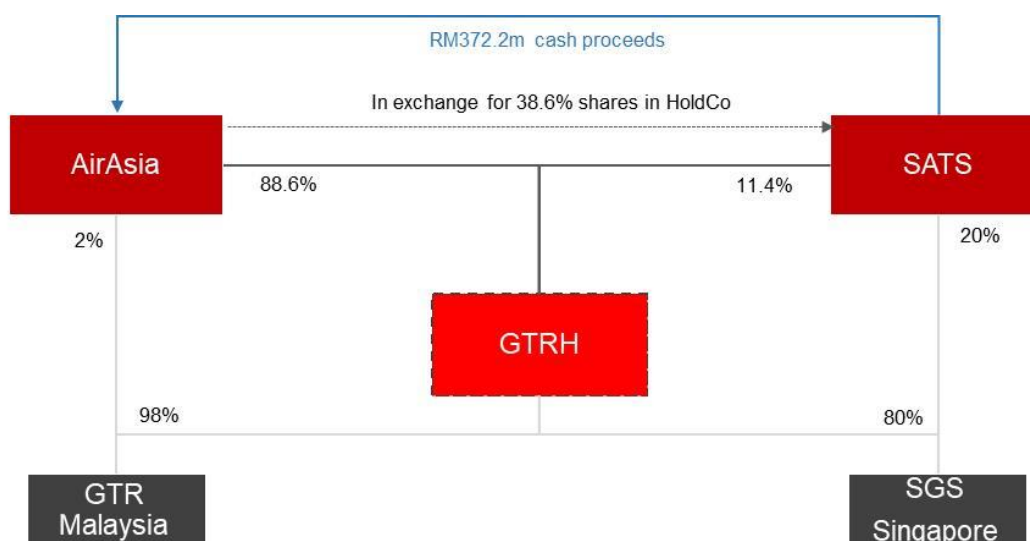 RM372.2m cash proceeds
In exchange for 38.6% shares in HoldCo
AirAsia
SATS
88.6%
11.4%
2%
20%
GTRH
98%
80%
GTR
Malaysia
SGS
Singapore